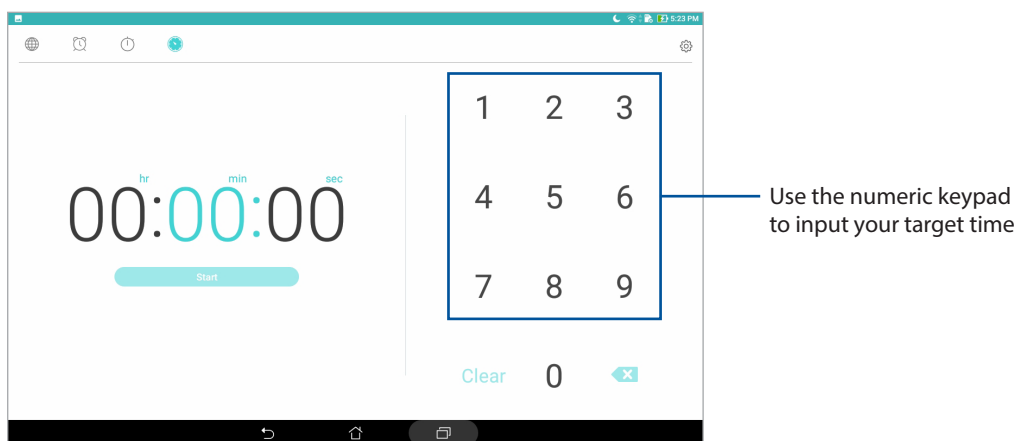 5:23 PM
hr min sec
00:00:00
Start
1 2 3
4 5 6
7 8 9
Clear 0
Use the numeric keypad
to input your target time